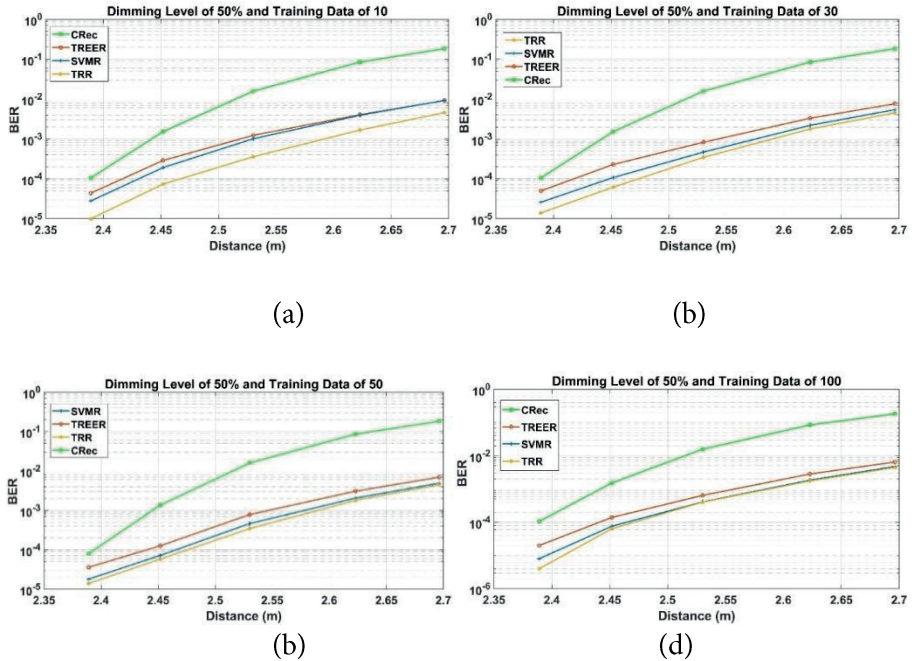 Dimming Level of 50% and Training Data of 10
10^0
10^-1
10^-2
10^-3
10^-4
10^-5
BER
CRec
TREER
SVMR
TRR
2.35 2.4 2.45 2.5 2.55 2.6 2.65 2.7
Distance (m)
(a)
Dimming Level of 50% and Training Data of 30
10^0
10^-1
10^-2
10^-3
10^-4
10^-5
BER
TRR
SVMR
TREER
CRec
2.35 2.4 2.45 2.5 2.55 2.6 2.65 2.7
Distance (m)
(b)
Dimming Level of 50% and Training Data of 50
10^0
10^-1
10^-2
10^-3
10^-4
10^-5
BER
SVMR
TREER
TRR
CRec
2.35 2.4 2.45 2.5 2.55 2.6 2.65 2.7
Distance (m)
(b)
Dimming Level of 50% and Training Data of 100
10^0
10^-2
10^-4
10^-6
BER
CRec
TREER
SVMR
TRR
2.35 2.4 2.45 2.5 2.55 2.6 2.65 2.7
Distance (m)
(d)